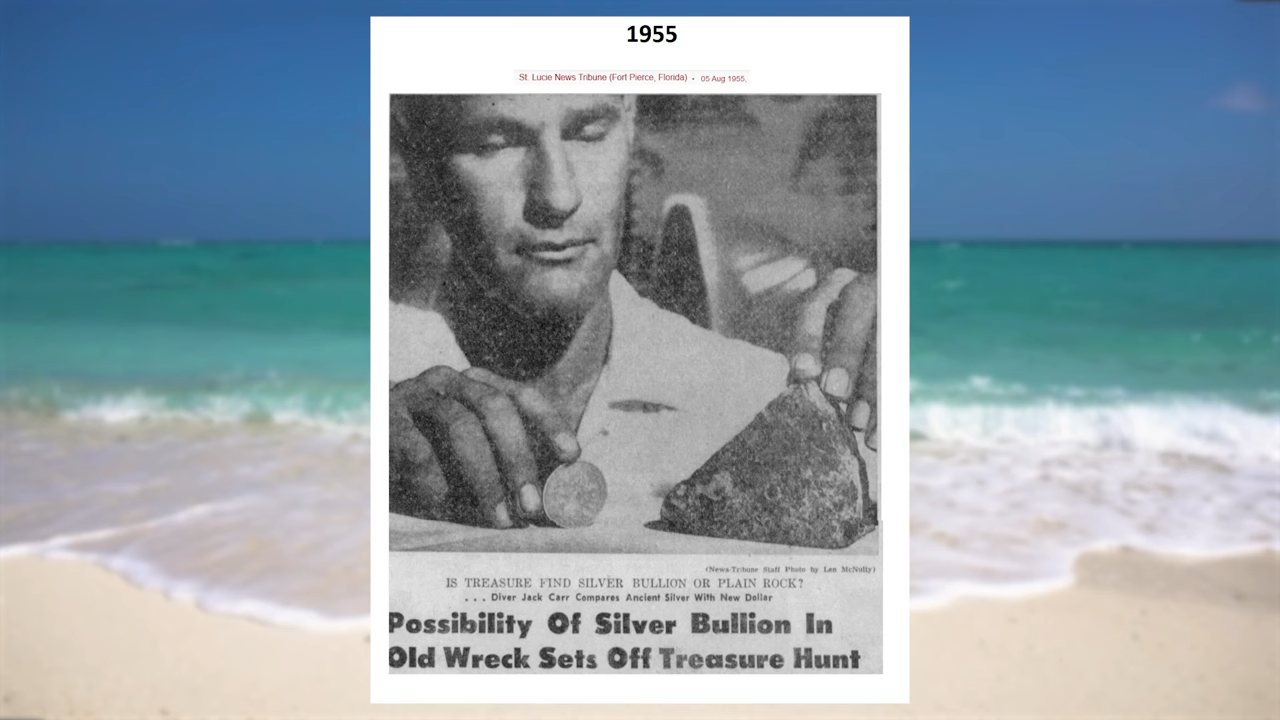 1955
St. Lucie News Tribune (Fort Pierce, Florida) · 05 Aug 1955,
(News-Tribune Staff Photo by Len McNally)
IS TREASURE FIND SILVER BULLION OR PLAIN ROCK?
. . . Diver Jack Carr Compares Ancient Silver With New Dollar
Possibility Of Silver Bullion In
Old Wreck Sets Off Treasure Hunt